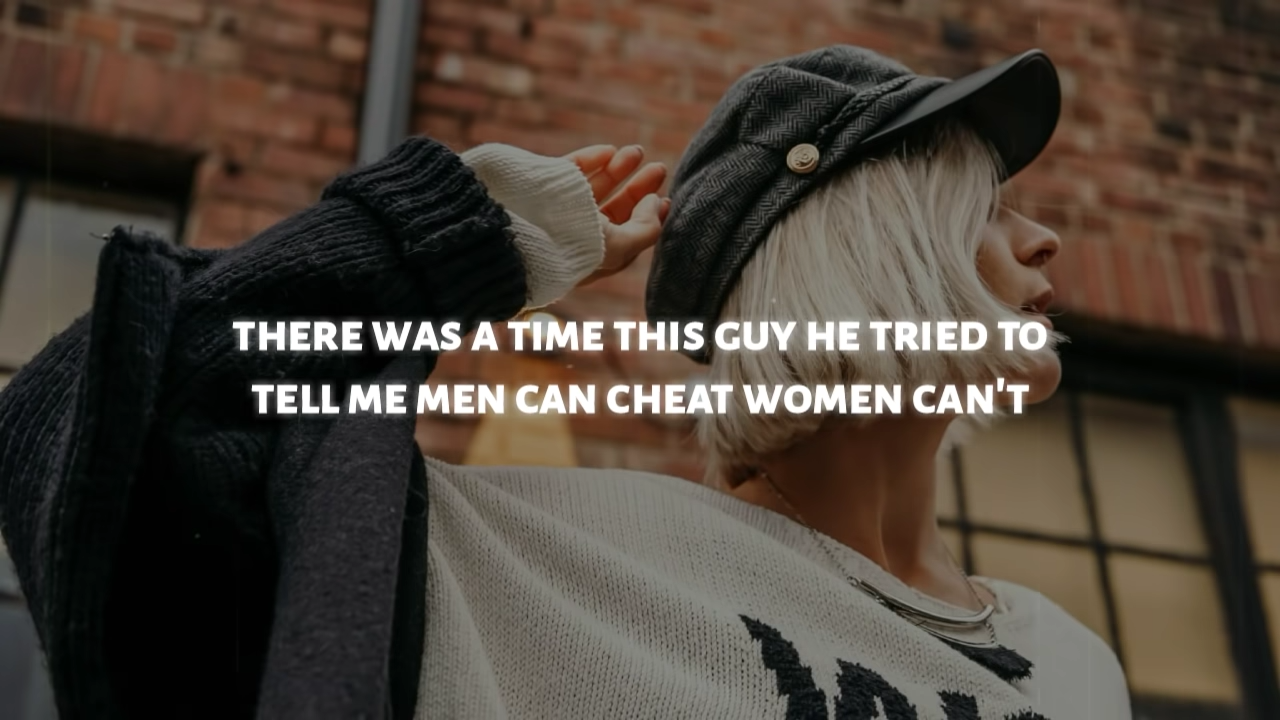 THERE WAS A TIME THIS GUY HE TRIED TO
TELL ME MEN CAN CHEAT WOMEN CAN'T